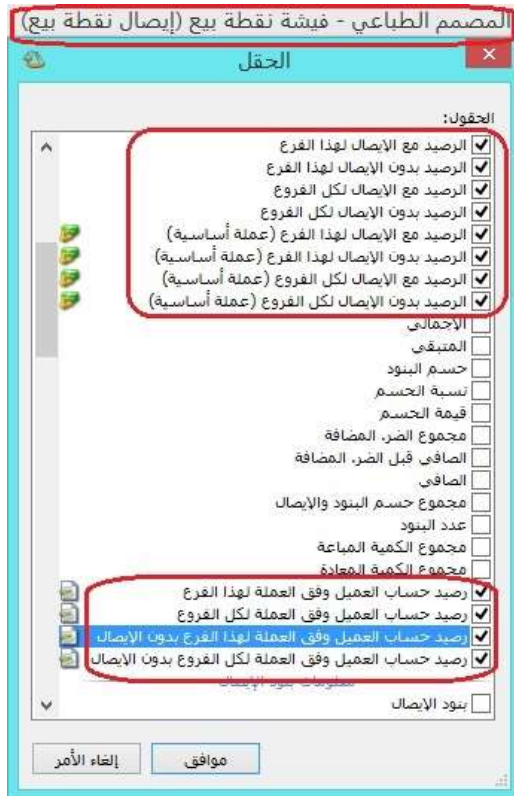 المصمم الطباعي - فيشة نقطة بيع (إيصال نقطة بيع)
الحقل
الحقول:
الرصيد مع الإيصال لهذا الفرع
الرصيد بدون الإيصال لهذا الفرع
الرصيد مع الإيصال لكل الفروع
الرصيد بدون الإيصال لكل الفروع
الرصيد مع الإيصال لهذا الفرع (عملة أساسية)
الرصيد بدون الإيصال لهذا الفرع (عملة أساسية)
الرصيد مع الإيصال لكل الفروع (عملة أساسية)
الرصيد بدون الإيصال لكل الفروع (عملة أساسية)
الإجمالي
المتبقي
حسم البنود
نسبة الحسم
قيمة الحسم
مجموع الضر. المضافة
الصافي قبل الضر. المضافة
الصافي
مجموع حسم البنود والإيصال
عدد البنود
مجموع الكمية المباعة
مجموع الكمية المعادة
رصيد حساب العميل وفق العملة لهذا الفرع
رصيد حساب العميل وفق العملة لكل الفروع
رصيد حساب العميل وفق العملة لهذا الفرع بدون الإيصال
رصيد حساب العميل وفق العملة لكل الفروع بدون الإيصال
معلومات بنود الإيصال
بنود الإيصال
موافق
إلغاء الأمر